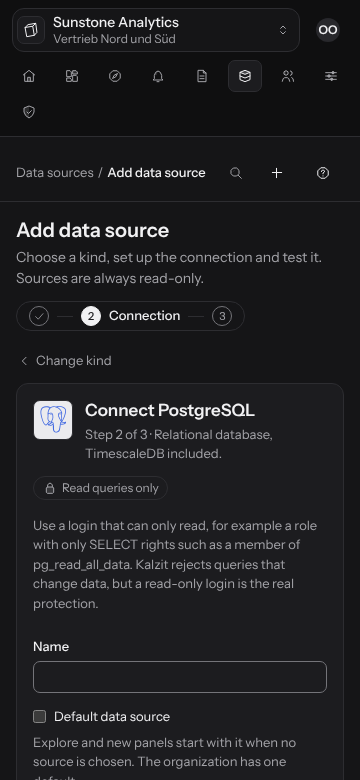 Sunstone Analytics
Vertrieb Nord und Süd
OO
Data sources / Add data source
Add data source
Choose a kind, set up the connection and test it.
Sources are always read-only.
2 Connection 3
Change kind
Connect PostgreSQL
Step 2 of 3 · Relational database,
TimescaleDB included.
Read queries only
Use a login that can only read, for example a role
with only SELECT rights such as a member of
pg_read_all_data. Kalzit rejects queries that
change data, but a read-only login is the real
protection.
Name
Default data source
Explore and new panels start with it when no
source is chosen. The organization has one
default.